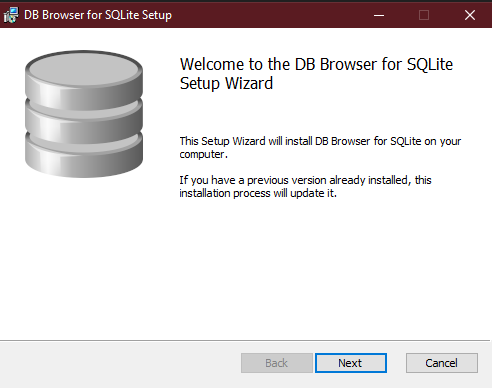 DB Browser for SQLite Setup
Welcome to the DB Browser for SQLite
Setup Wizard
This Setup Wizard will install DB Browser for SQLite on your
computer.
If you have a previous version already installed, this
installation process will update it.
Back
Next
Cancel